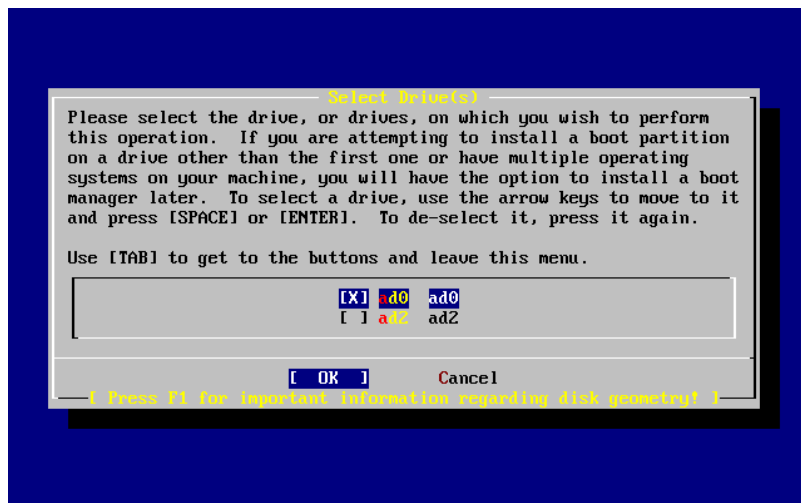 Select Drive(s)
Please select the drive, or drives, on which you wish to perform
this operation.  If you are attempting to install a boot partition
on a drive other than the first one or have multiple operating
systems on your machine, you will have the option to install a boot
manager later.  To select a drive, use the arrow keys to move to it
and press [SPACE] or [ENTER].  To de-select it, press it again.
Use [TAB] to get to the buttons and leave this menu.
[X] ad0 ad0
[ ] ad2 ad2
[ OK ] Cancel
[ Press F1 for important information regarding disk geometry! ]